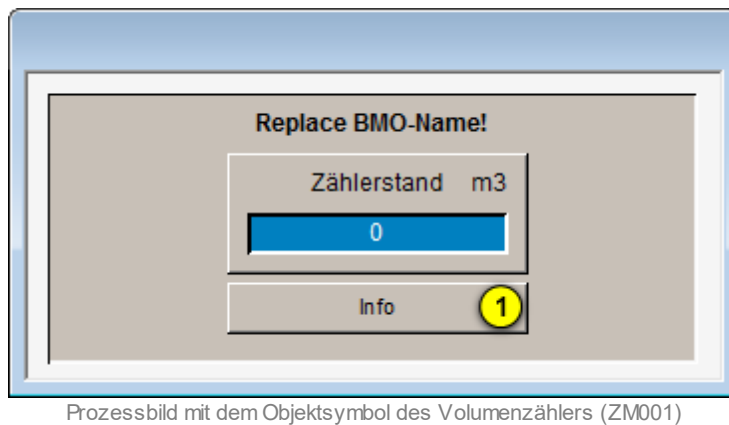 Replace BMO-Name!
Zählerstand m3
0
Info 1
Prozessbild mit dem Objektsymbol des Volumenzählers (ZM001)